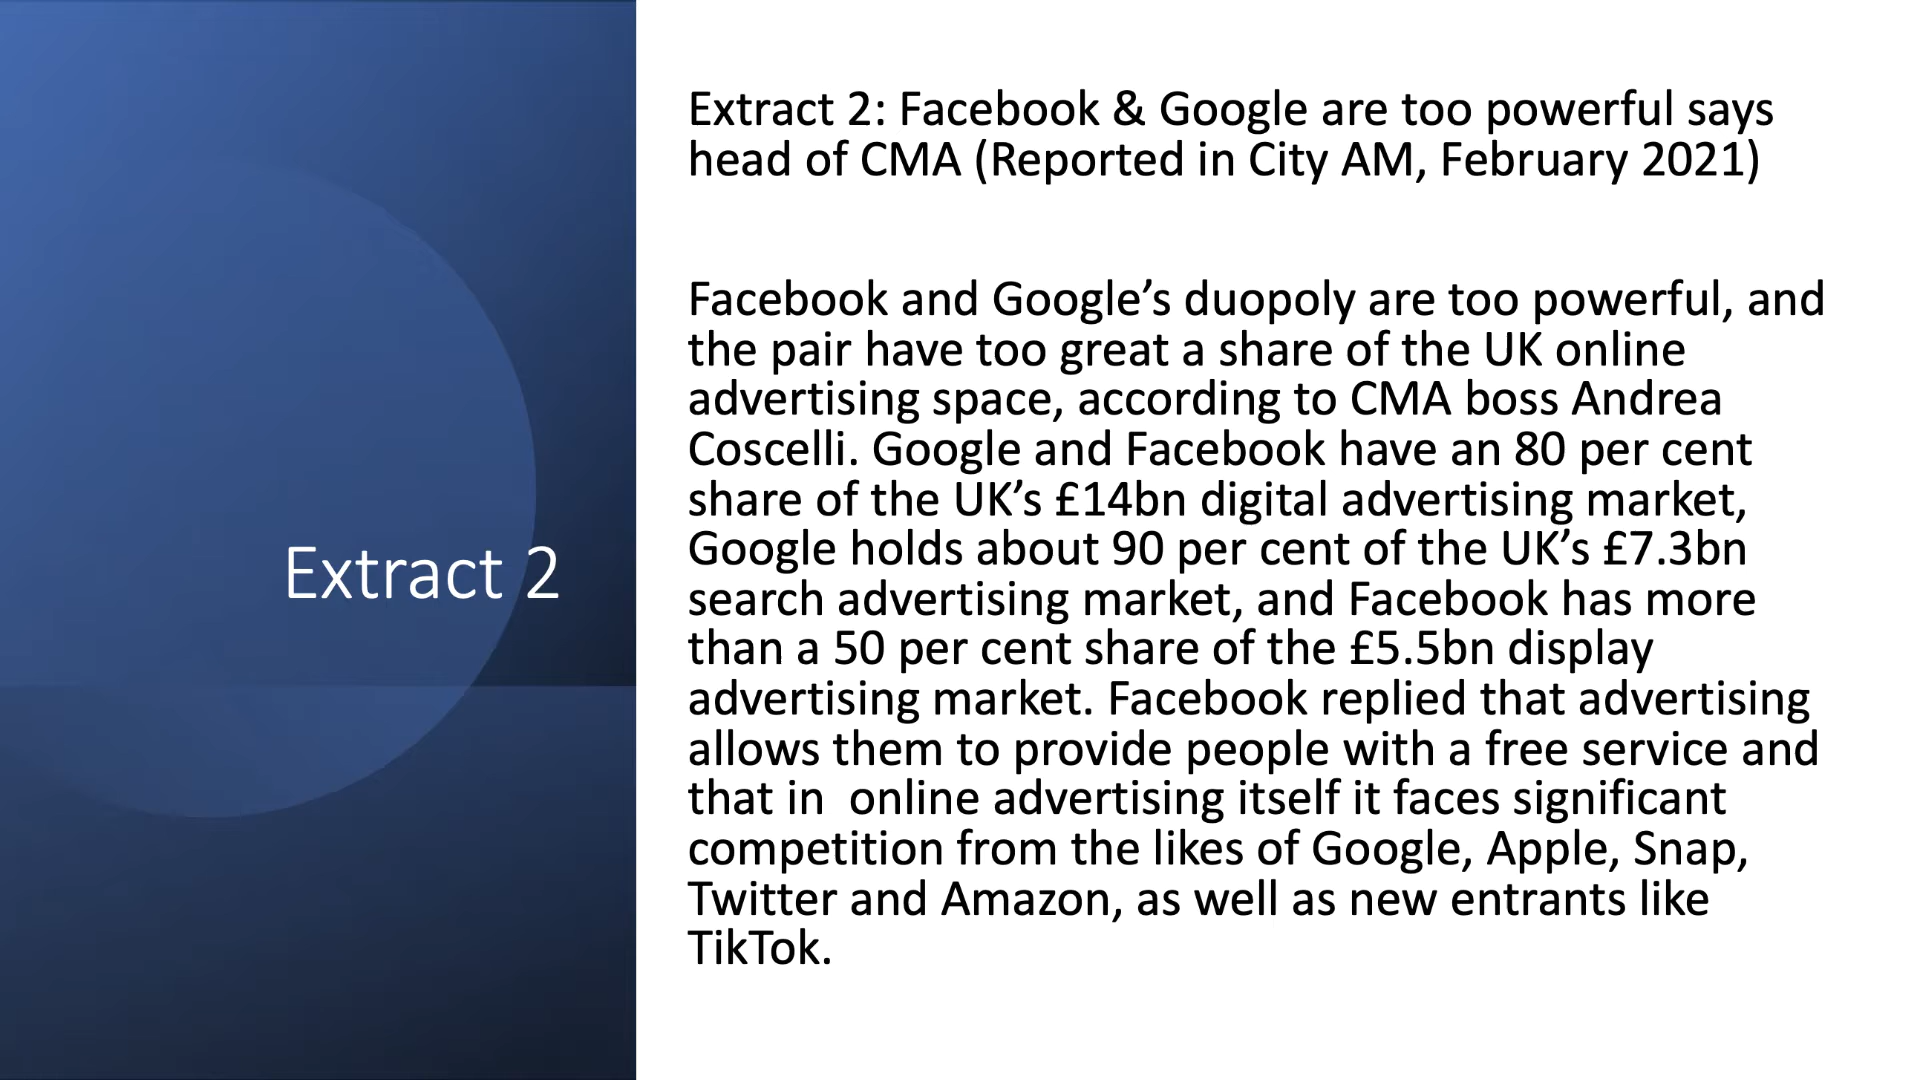 Extract 2
Extract 2: Facebook & Google are too powerful says
head of CMA (Reported in City AM, February 2021)
Facebook and Google’s duopoly are too powerful, and
the pair have too great a share of the UK online
advertising space, according to CMA boss Andrea
Coscelli. Google and Facebook have an 80 per cent
share of the UK’s £14bn digital advertising market,
Google holds about 90 per cent of the UK’s £7.3bn
search advertising market, and Facebook has more
than a 50 per cent share of the £5.5bn display
advertising market. Facebook replied that advertising
allows them to provide people with a free service and
that in  online advertising itself it faces significant
competition from the likes of Google, Apple, Snap,
Twitter and Amazon, as well as new entrants like
TikTok.